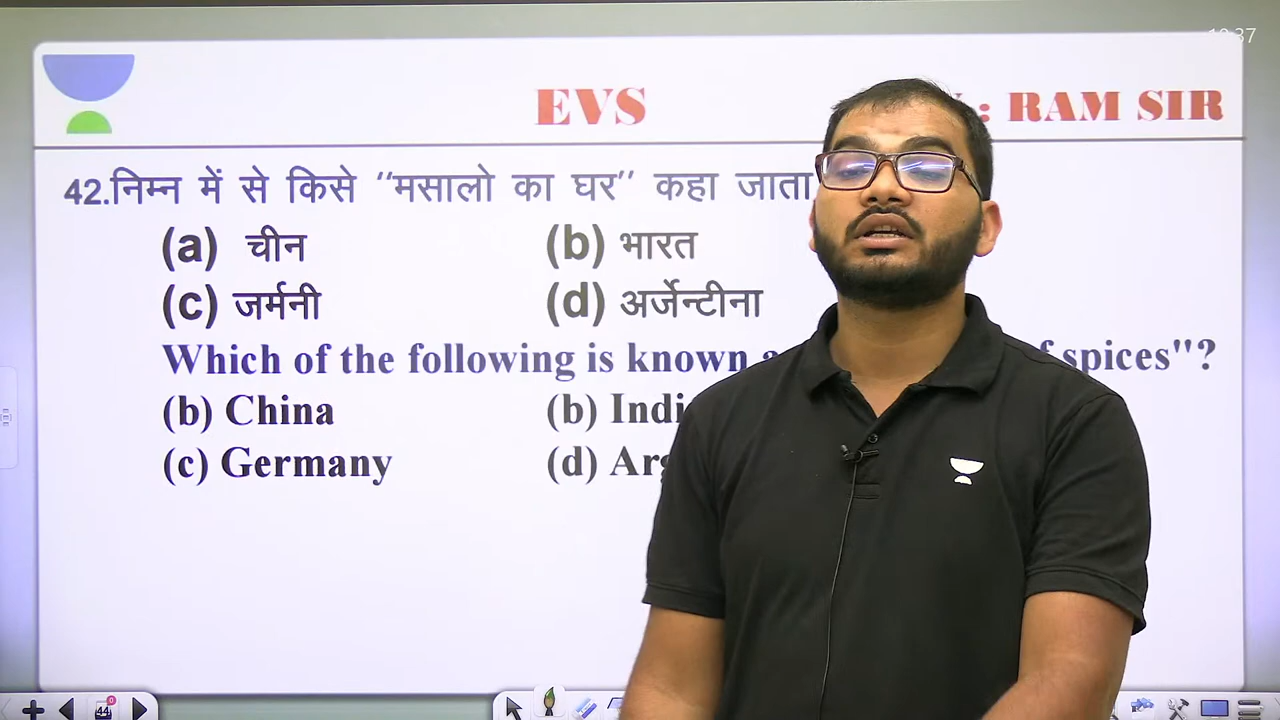 EVS : RAM SIR
42.निम्न में से किसे "मसालो का घर" कहा जाता
(a) चीन (b) भारत
(c) जर्मनी (d) अर्जेन्टीना
Which of the following is known spices"?
(b) China (b) Indi
(c) Germany (d) Arg
44